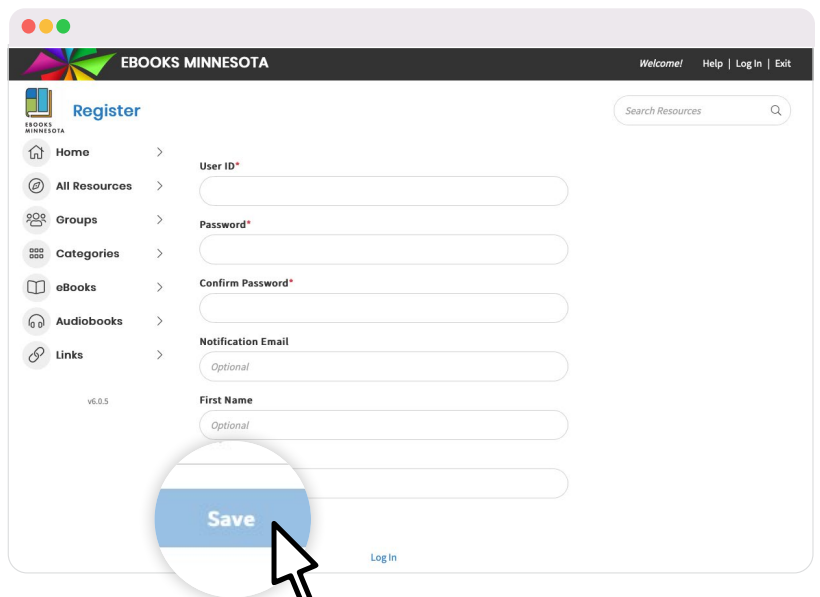 EBOOKS MINNESOTA
Welcome! Help | Log In | Exit
EBOOKS
MINNESOTA
Register
Search Resources
Home
All Resources
Groups
Categories
eBooks
Audiobooks
Links
v6.0.5
User ID*
Password*
Confirm Password*
Notification Email
Optional
First Name
Optional
Save
Log In